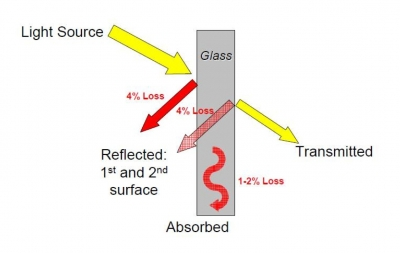 Light Source
Glass
4% Loss
4% Loss
Reflected:
1st and 2nd
surface
Transmitted
1-2% Loss
Absorbed